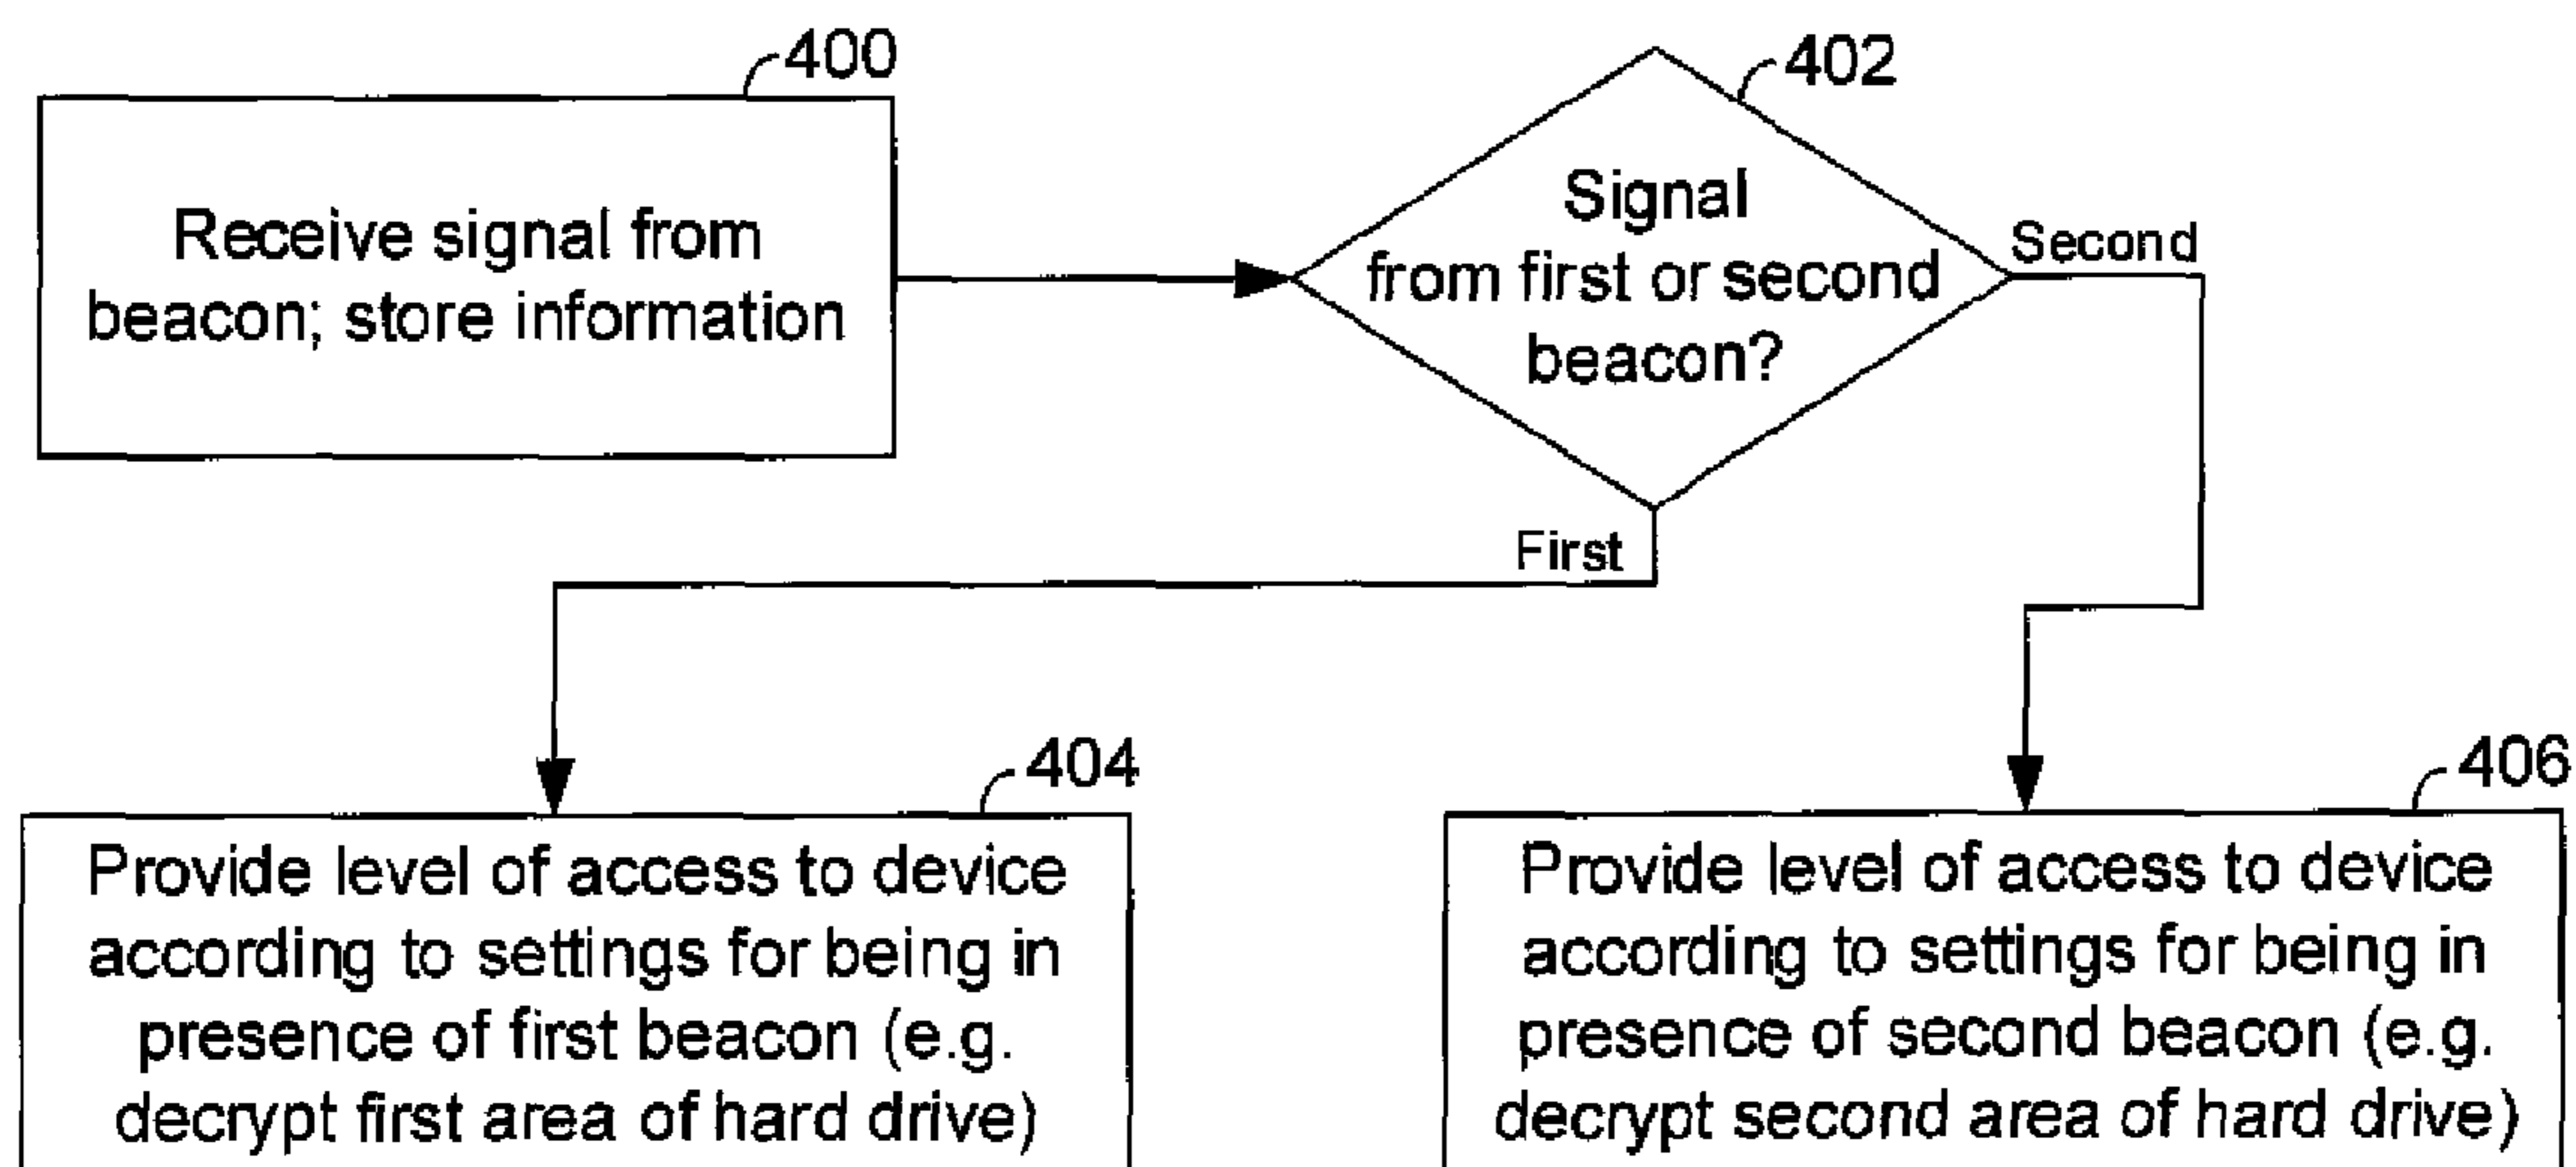 400
Receive signal from
beacon; store information
402
Signal
from first or second
beacon?
Second
First
404
Provide level of access to device
according to settings for being in
presence of first beacon (e.g.
decrypt first area of hard drive)
406
Provide level of access to device
according to settings for being in
presence of second beacon (e.g.
decrypt second area of hard drive)